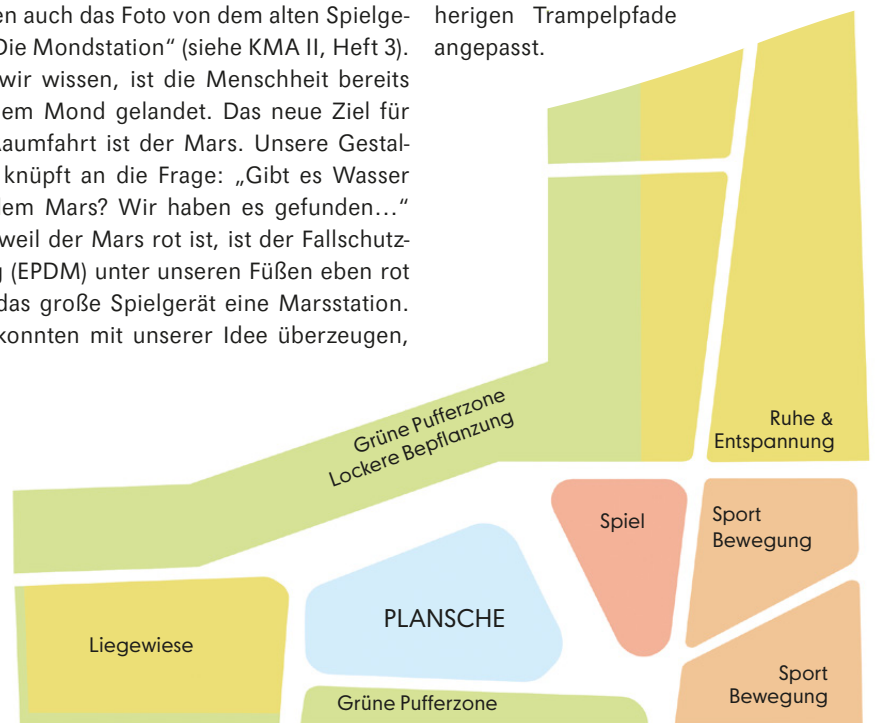 en auch das Foto von dem alten Spielge-
Die Mondstation“ (siehe KMA II, Heft 3).
wir wissen, ist die Menschheit bereits
em Mond gelandet. Das neue Ziel für
aumfahrt ist der Mars. Unsere Gestal-
knüpft an die Frage: „Gibt es Wasser
em Mars? Wir haben es gefunden…“
weil der Mars rot ist, ist der Fallschutz-
g (EPDM) unter unseren Füßen eben rot
das große Spielgerät eine Marsstation.
konnten mit unserer Idee überzeugen,
herigen Trampelpfade
angepasst.
Grüne Pufferzone
Lockere Bepflanzung
Ruhe &
Entspannung
Spiel
Sport
Bewegung
PLANSCHE
Liegewiese
Sport
Bewegung
Grüne Pufferzone